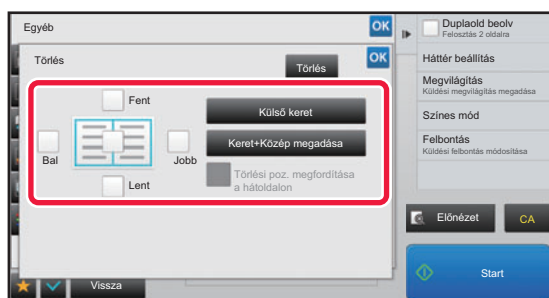 Egyéb
OK
Törlés
Törlés
OK
Fent
Bal
Jobb
Lent
Külső keret
Keret+Közép megadása
Törlési poz. megfordítása
a hátoldalon
Vissza
Duplaold beolv
Felosztás 2 oldalra
Háttér beállítás
Megvilágítás
Küldési megvilágítás megadása
Színes mód
Felbontás
Küldési felbontás módosítása
Előnézet
CA
Start